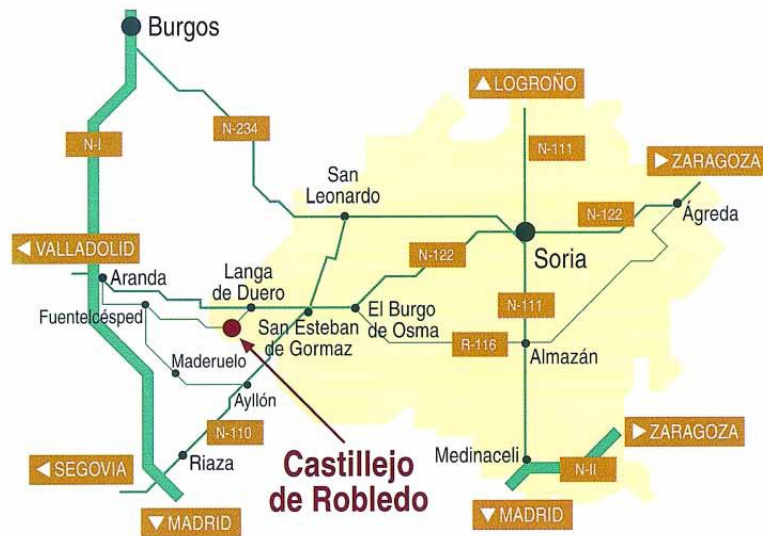 Burgos
▲ LOGROÑO
N-234
N-I
N-111
▶ ZARAGOZA
San
Leonardo
N-122
Ágreda
◀ VALLADOLID
Soria
N-122
Aranda
Langa
de Duero
N-111
Fuentelcésped
San Esteban
de Gormaz
El Burgo
de Osma
R-116
Almazán
Maderuelo
Ayllón
N-110
▶ ZARAGOZA
Medinaceli
N-II
◀ SEGOVIA
Riaza
Castillejo
de Robledo
▼ MADRID
▼ MADRID